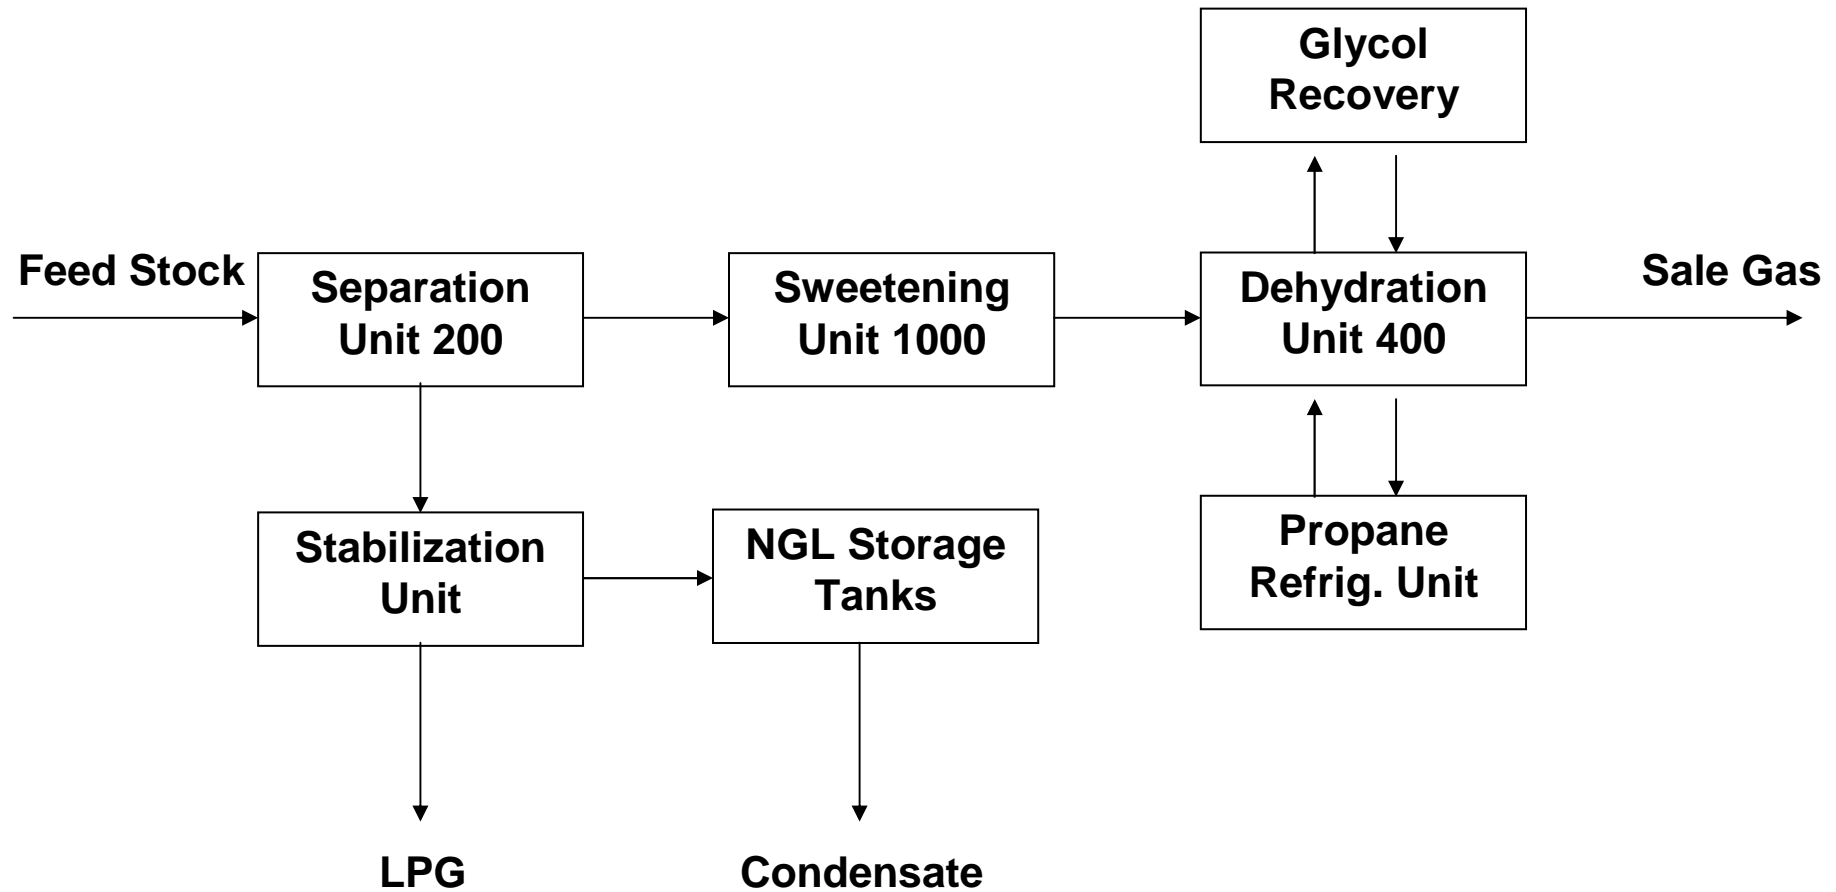 Glycol
Recovery
Feed Stock
Separation
Unit 200
Sweetening
Unit 1000
Dehydration
Unit 400
Sale Gas
Stabilization
Unit
NGL Storage
Tanks
Propane
Refrig. Unit
LPG
Condensate